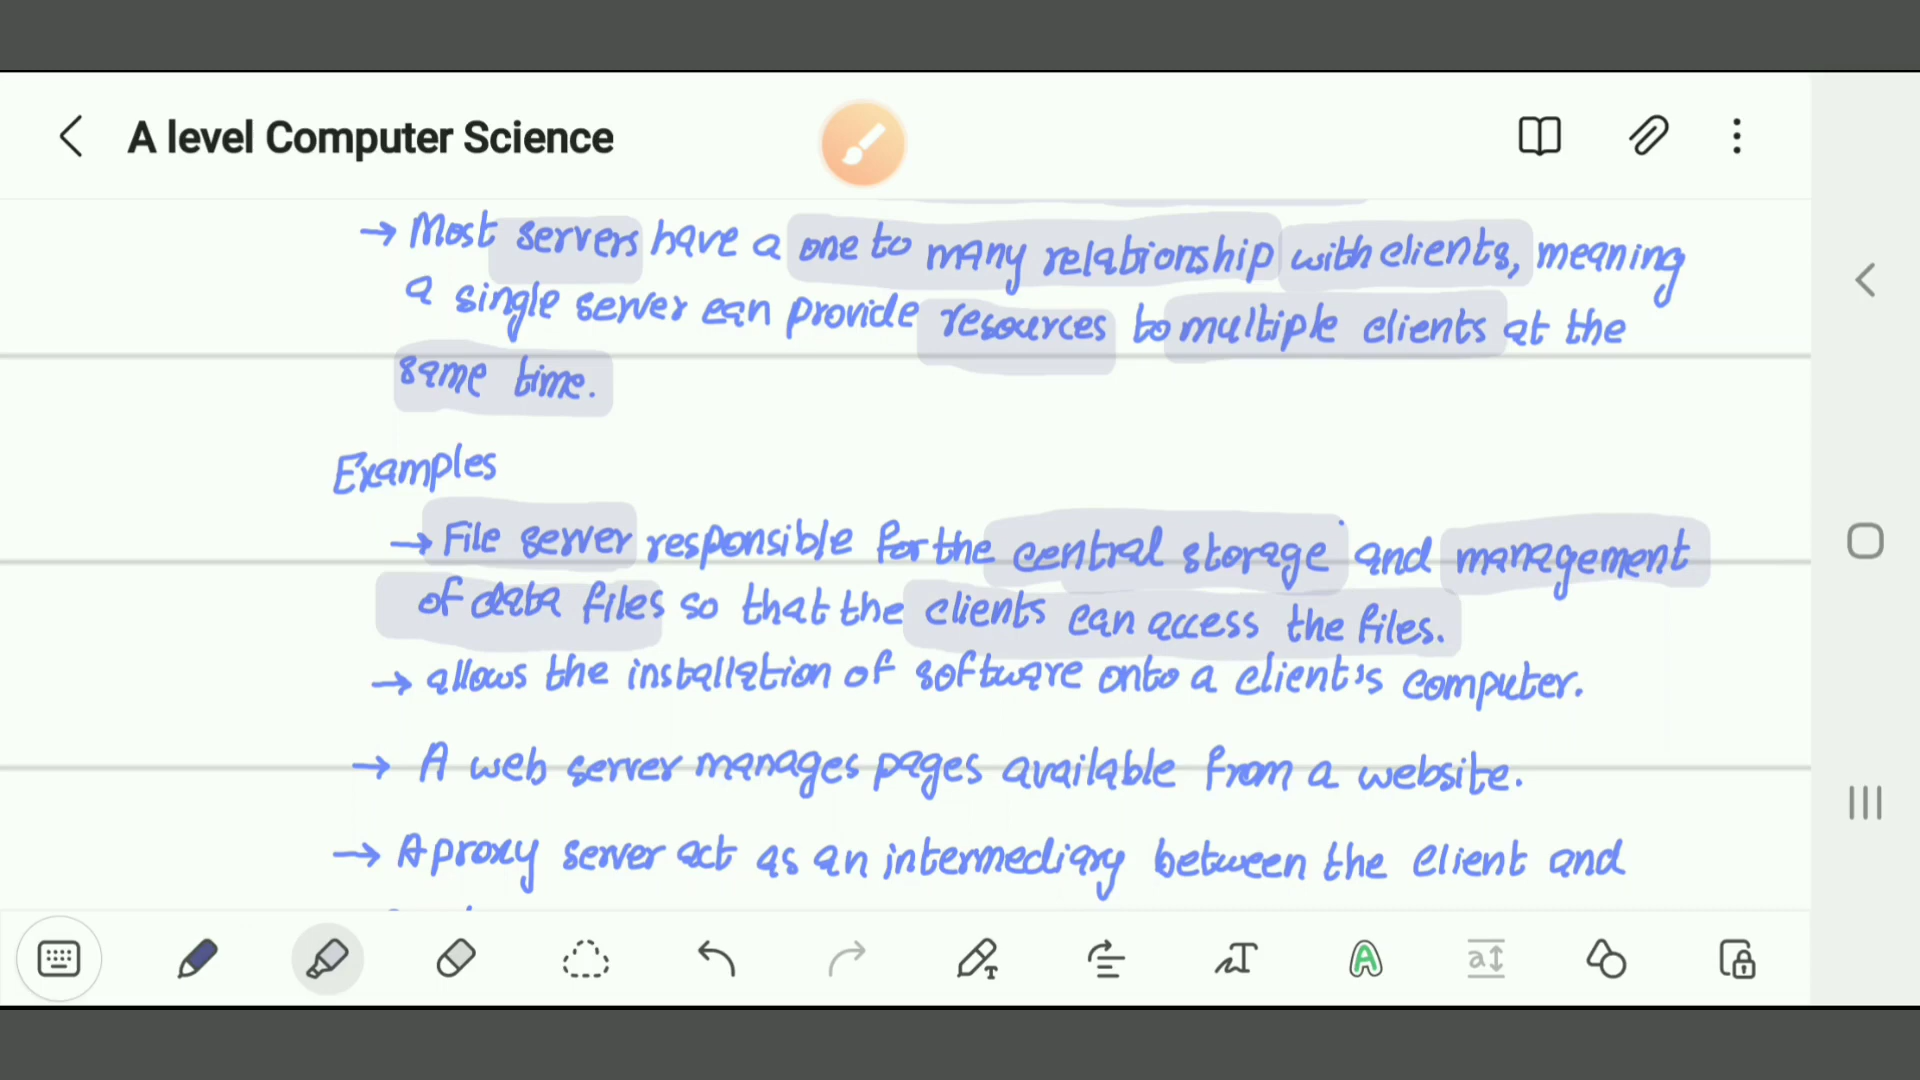 A level Computer Science
→ Most servers have a one to many relationship with clients, meaning
a single server can provide resources to multiple clients at the
same time.
Examples
→ File server responsible for the central storage and management
of data files so that the clients can access the files.
→ allows the installation of software onto a client's computer.
→ A web server manages pages available from a website.
→ A proxy server act as an intermediary between the client and